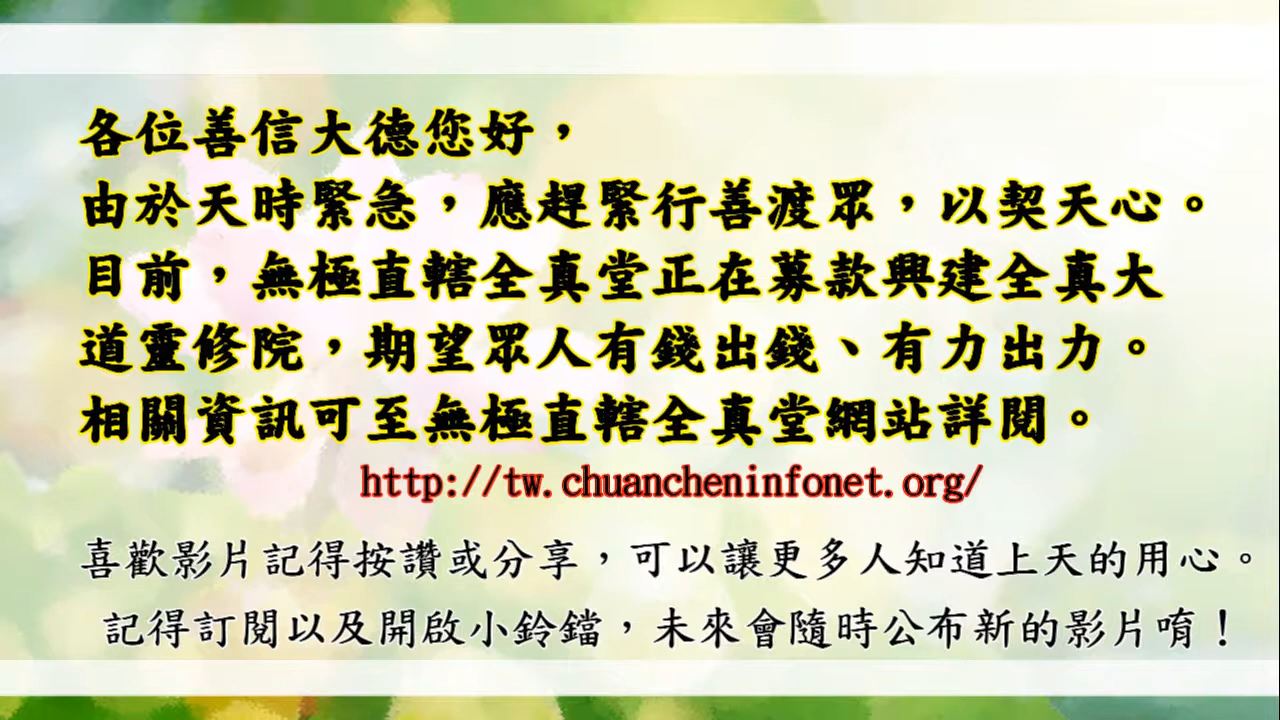 各位善信大德您好，
由於天時緊急，應趕緊行善渡眾，以契天心。
目前，無極直轄全真堂正在募款興建全真大
道靈修院，期望眾人有錢出錢、有力出力。
相關資訊可至無極直轄全真堂網站詳閱。
http://tw.chuancheninfonet.org/
喜歡影片記得按讚或分享，可以讓更多人知道上天的用心。
記得訂閱以及開啟小鈴鐺，未來會隨時公布新的影片唷！